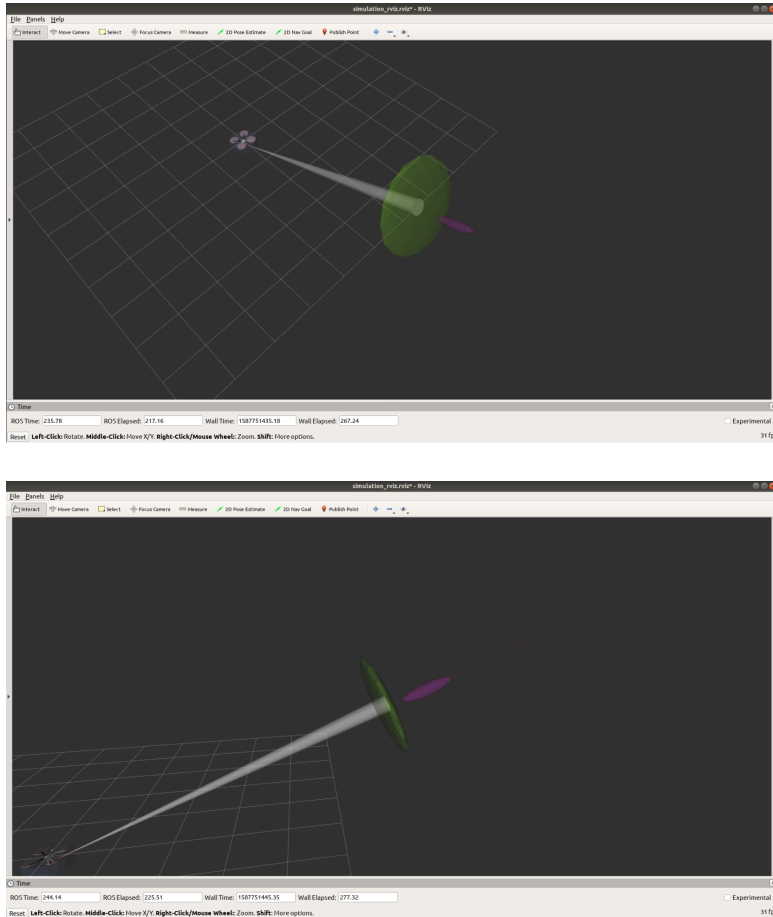 simulation_rviz.rviz* - RViz
File Panels Help
Interact Move Camera Select Focus Camera Measure 2D Pose Estimate 2D Nav Goal Publish Point
Time
ROS Time: 235.78 ROS Elapsed: 217.16 Wall Time: 1587751435.18 Wall Elapsed: 267.24 Experimental
Reset Left-Click: Rotate. Middle-Click: Move X/Y. Right-Click/Mouse Wheel:: Zoom. Shift: More options. 31 fp
simulation_rviz.rviz* - RViz
File Panels Help
Interact Move Camera Select Focus Camera Measure 2D Pose Estimate 2D Nav Goal Publish Point
Time
ROS Time: 244.14 ROS Elapsed: 225.51 Wall Time: 1587751445.35 Wall Elapsed: 277.32 Experimental
Reset Left-Click: Rotate. Middle-Click: Move X/Y. Right-Click/Mouse Wheel:: Zoom. Shift: More options. 31 f